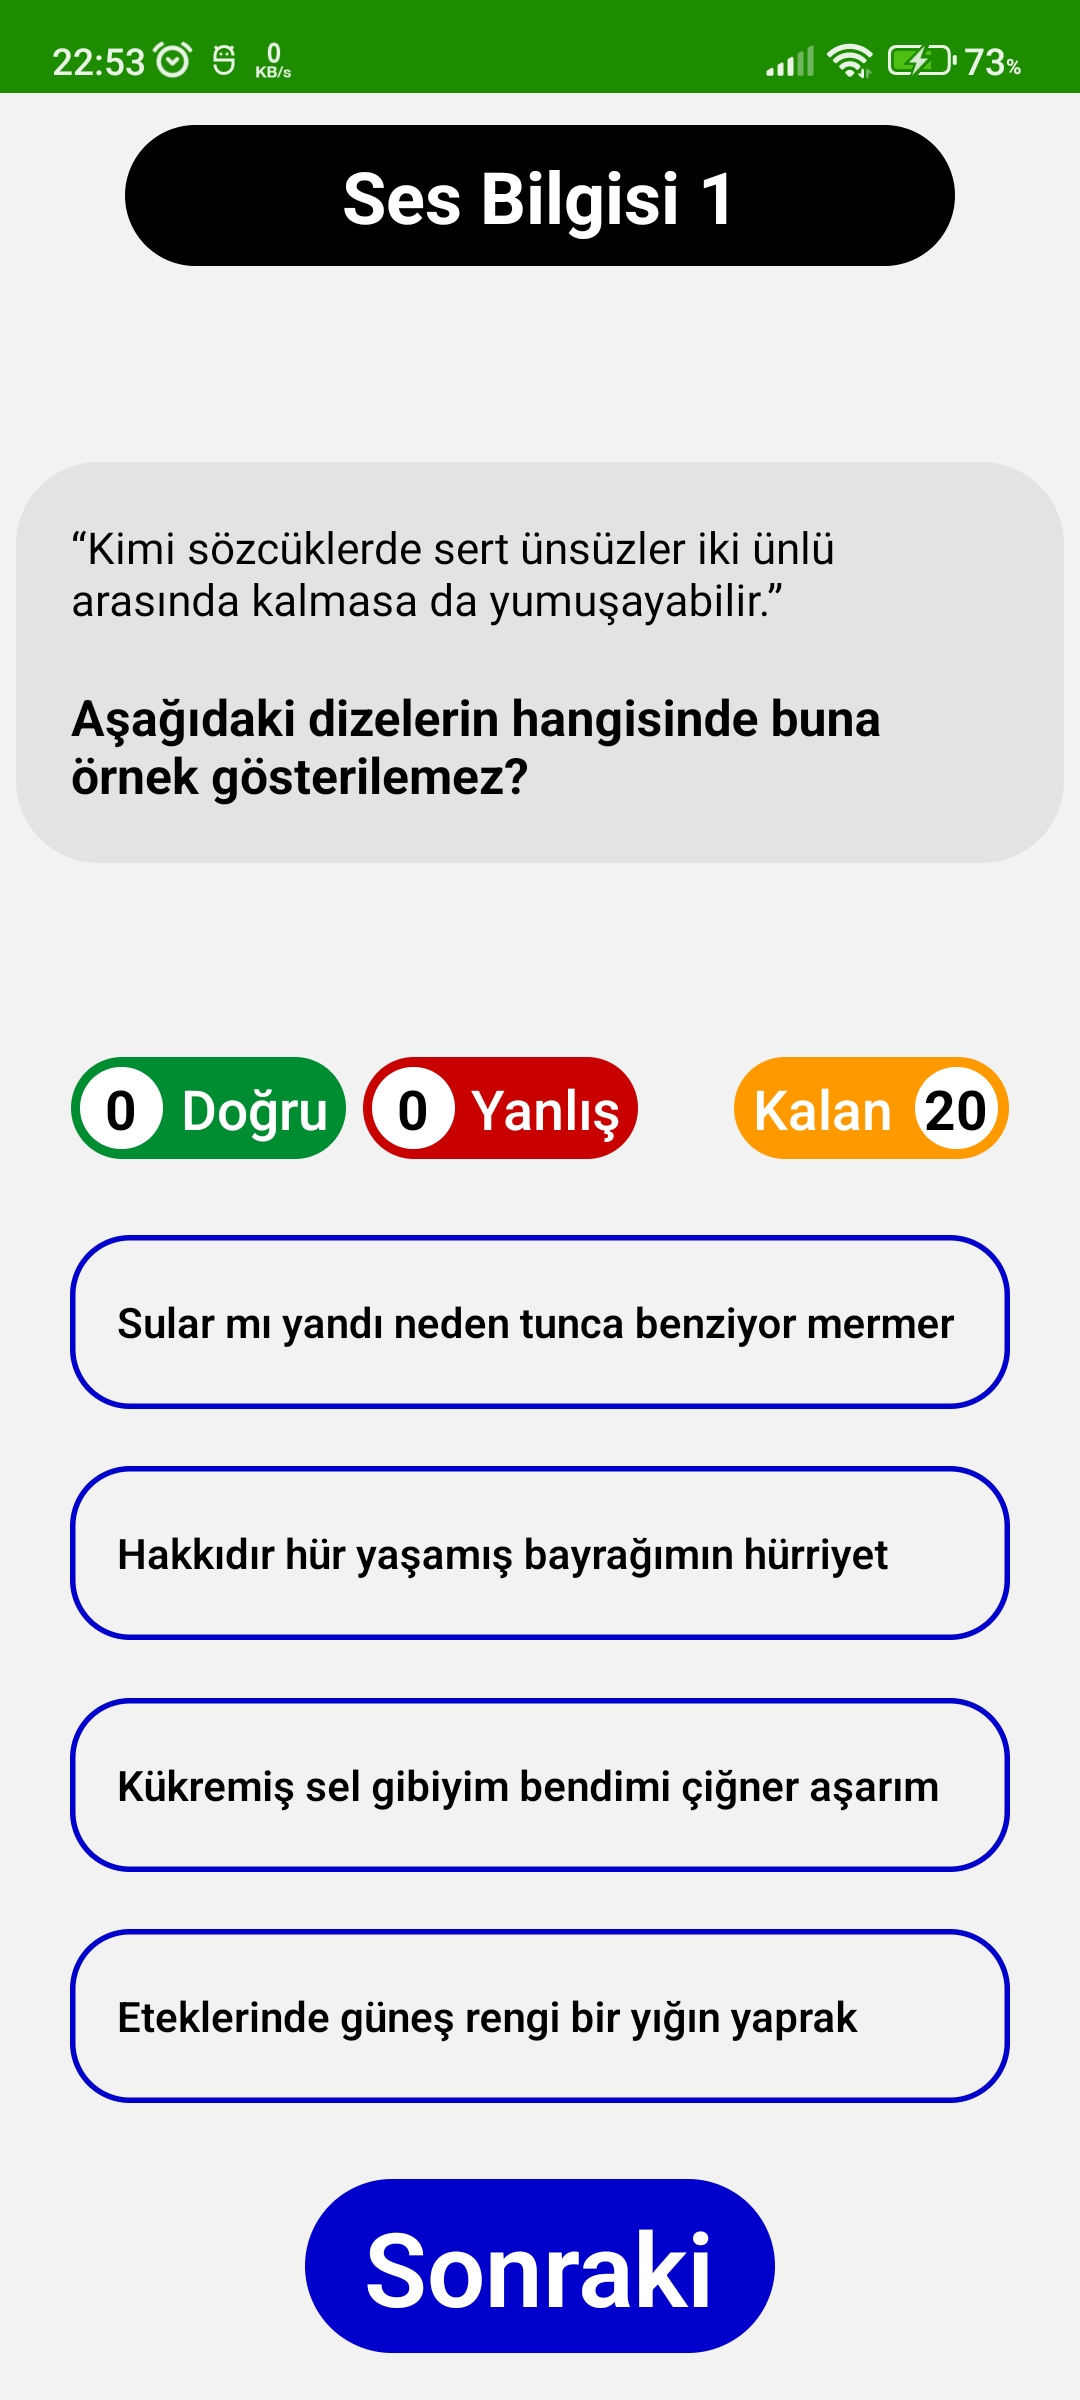 22:53 0 KB/s 73%
Ses Bilgisi 1
“Kimi sözcüklerde sert ünsüzler iki ünlü
arasında kalmasa da yumuşayabilir.”
Aşağıdaki dizelerin hangisinde buna
örnek gösterilemez?
0 Doğru 0 Yanlış Kalan 20
Sular mı yandı neden tunca benziyor mermer
Hakkıdır hür yaşamış bayrağımın hürriyet
Kükremiş sel gibiyim bendimi çiğner aşarım
Eteklerinde güneş rengi bir yığın yaprak
Sonraki